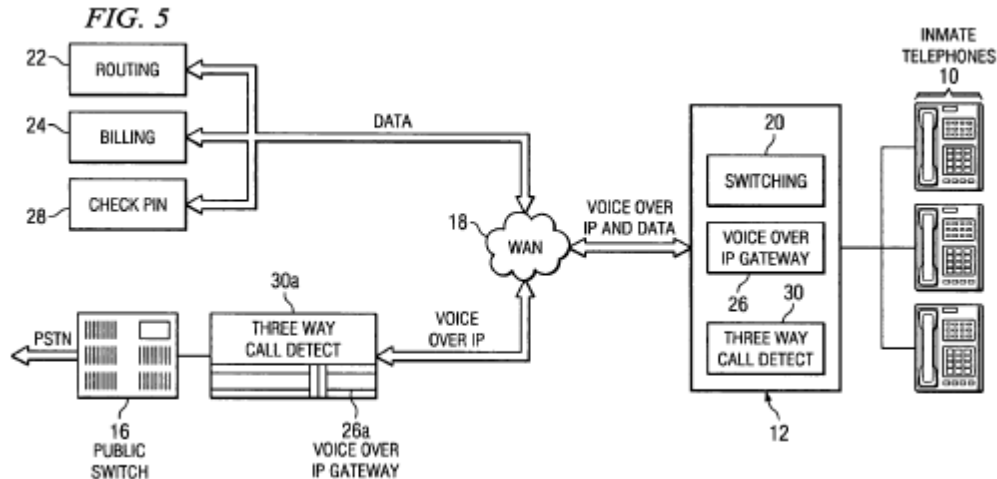 FIG. 5
22
ROUTING
24
BILLING
28
CHECK PIN
DATA
18
WAN
VOICE OVER
IP AND DATA
20
SWITCHING
VOICE OVER
IP GATEWAY
26
30
THREE WAY
CALL DETECT
12
INMATE
TELEPHONES
10
PSTN
16
PUBLIC
SWITCH
30a
THREE WAY
CALL DETECT
26a
VOICE OVER
IP GATEWAY
VOICE
OVER IP